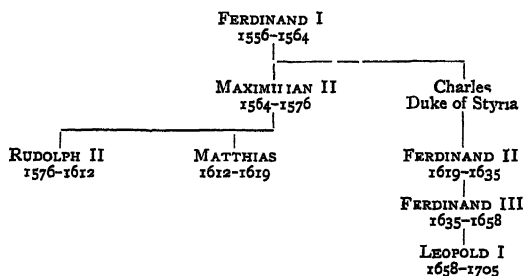 FERDINAND I
1556-1564
MAXIMILIAN II
1564-1576
Charles
Duke of Styria
RUDOLPH II
1576-1612
MATTHIAS
1612-1619
FERDINAND II
1619-1635
FERDINAND III
1635-1658
LEOPOLD I
1658-1705